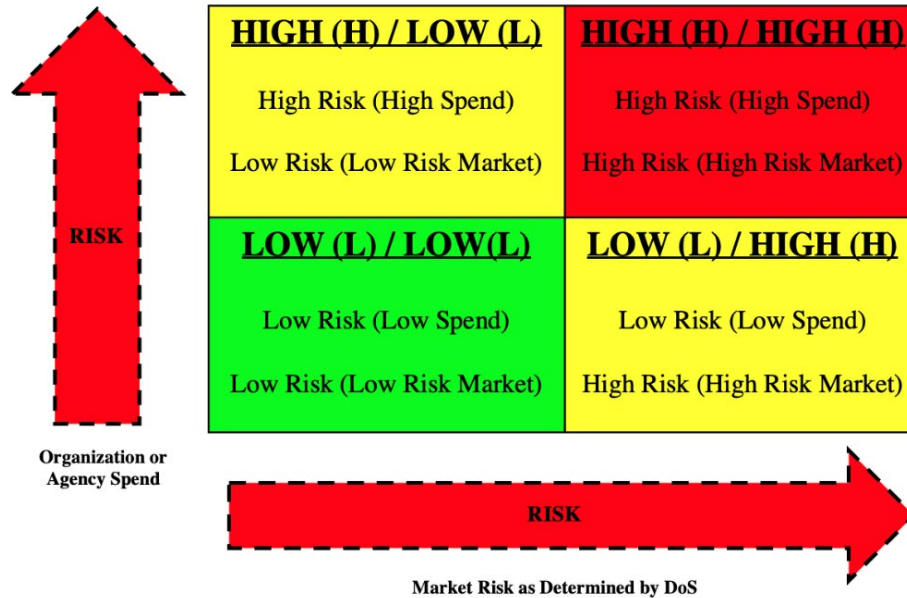 HIGH (H) / LOW (L)
High Risk (High Spend)
Low Risk (Low Risk Market)
HIGH (H) / HIGH (H)
High Risk (High Spend)
High Risk (High Risk Market)
RISK
LOW (L) / LOW(L)
Low Risk (Low Spend)
Low Risk (Low Risk Market)
LOW (L) / HIGH (H)
Low Risk (Low Spend)
High Risk (High Risk Market)
Organization or
Agency Spend
RISK
Market Risk as Determined by DoS